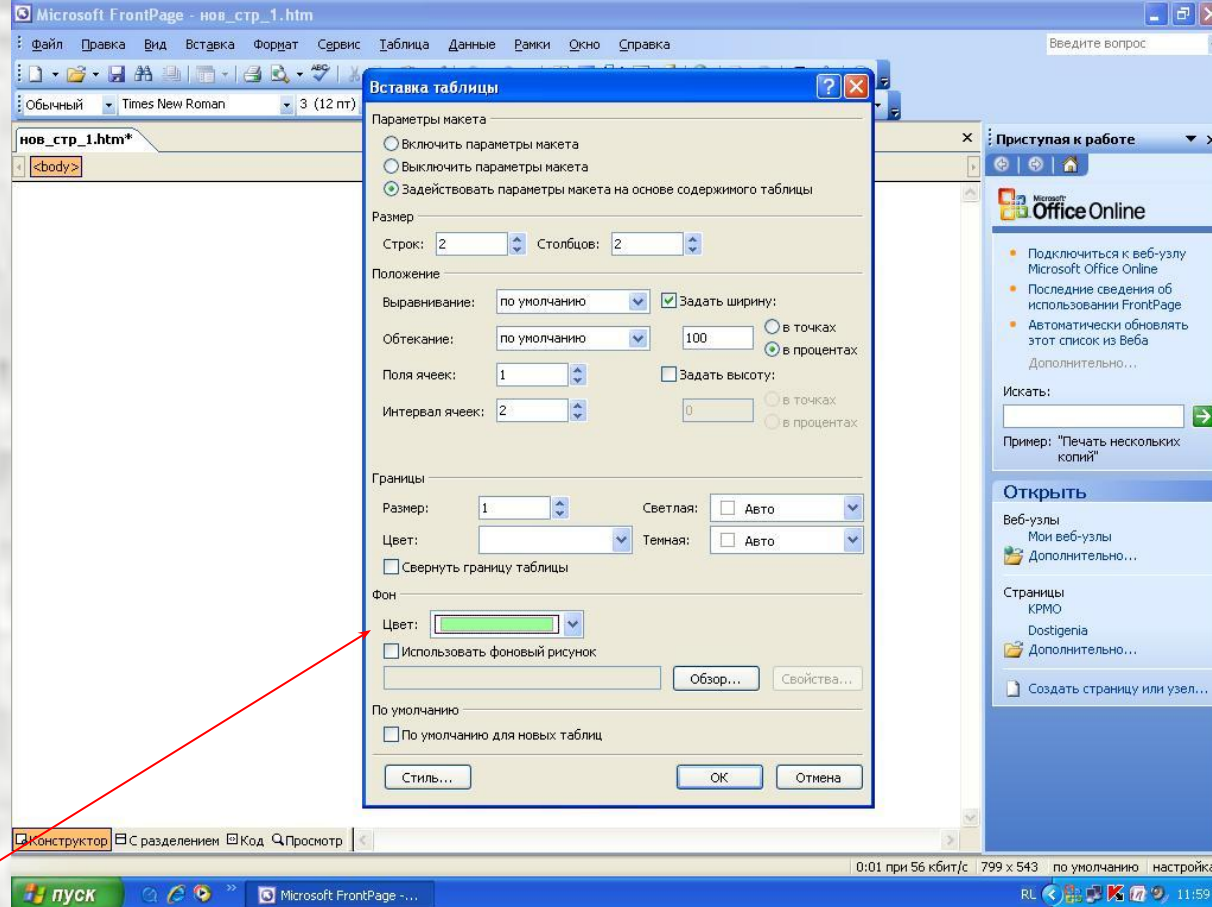 Microsoft FrontPage - нов_стр_1.htm
Файл Правка Вид Вставка Формат Сервис Таблица Данные Рамки Окно Справка
Введите вопрос
Обычный Times New Roman 3 (12 пт)
нов_стр_1.htm*
<body>
Вставка таблицы
Параметры макета
Включить параметры макета
Выключить параметры макета
Задействовать параметры макета на основе содержимого таблицы
Размер
Строк: 2 Столбцов: 2
Положение
Выравнивание: по умолчанию Задать ширину:
Обтекание: по умолчанию 100 в точках
в процентах
Поля ячеек: 1 Задать высоту:
Интервал ячеек: 2 0 в точках
в процентах
Границы
Размер: 1 Светлая: Авто
Цвет: Темная: Авто
Свернуть границу таблицы
Фон
Цвет:
Использовать фоновый рисунок
Обзор... Свойства...
По умолчанию
По умолчанию для новых таблиц
Стиль... ОК Отмена
Приступая к работе
Microsoft
Office Online
Подключиться к веб-узлу
Microsoft Office Online
Последние сведения об
использовании FrontPage
Автоматически обновлять
этот список из Веба
Дополнительно...
Искать:
Пример: "Печать нескольких
копий"
Открыть
Веб-узлы
Мои веб-узлы
Дополнительно...
Страницы
КРМО
Dostigenia
Дополнительно...
Создать страницу или узел...
Конструктор С разделением Код Просмотр
0:01 при 56 кбит/с 799 x 543 по умолчанию настройка
пуск Microsoft FrontPage -... RL 11:59